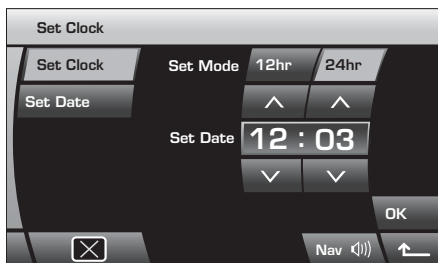 Set Clock
Set Clock Set Mode 12hr 24hr
Set Date
Set Date 12 : 03
OK
Nav